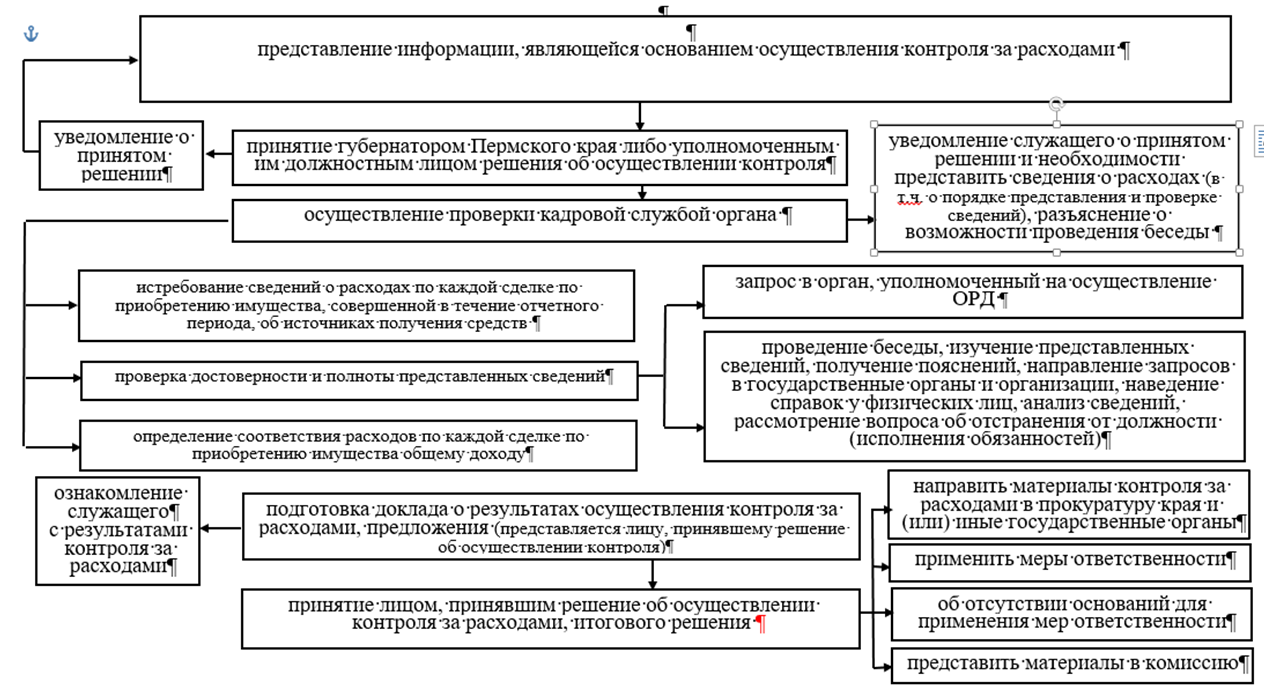 представление информации, являющейся основанием осуществления контроля за расходами
уведомление о
принятом
решении
принятие губернатором Пермского края либо уполномоченным
им должностным лицом решения об осуществлении контроля
уведомление служащего о принятом
решении и необходимости
представить сведения о расходах (в
т.ч. о порядке представления и проверке
сведений), разъяснение о
возможности проведения беседы
осуществление проверки кадровой службой органа
истребование сведений о расходах по каждой сделке по
приобретению имущества, совершенной в течение отчетного
периода, об источниках получения средств
запрос в орган, уполномоченный на осуществление
ОРД
проверка достоверности и полноты представленных сведений
проведение беседы, изучение представленных
сведений, получение пояснений, направление запросов
в государственные органы и организации, наведение
справок у физических лиц, анализ сведений,
рассмотрение вопроса об отстранения от должности
(исполнения обязанностей)
определение соответствия расходов по каждой сделке по
приобретению имущества общему доходу
ознакомление
служащего
с результатами
контроля за
расходами
подготовка доклада о результатах осуществления контроля за
расходами, предложения (представляется лицу, принявшему решение
об осуществлении контроля)
направить материалы контроля за
расходами в прокуратуру края и
(или) иные государственные органы
применить меры ответственности
принятие лицом, принявшим решение об осуществлении
контроля за расходами, итогового решения
об отсутствии оснований для
применения мер ответственности
представить материалы в комиссию